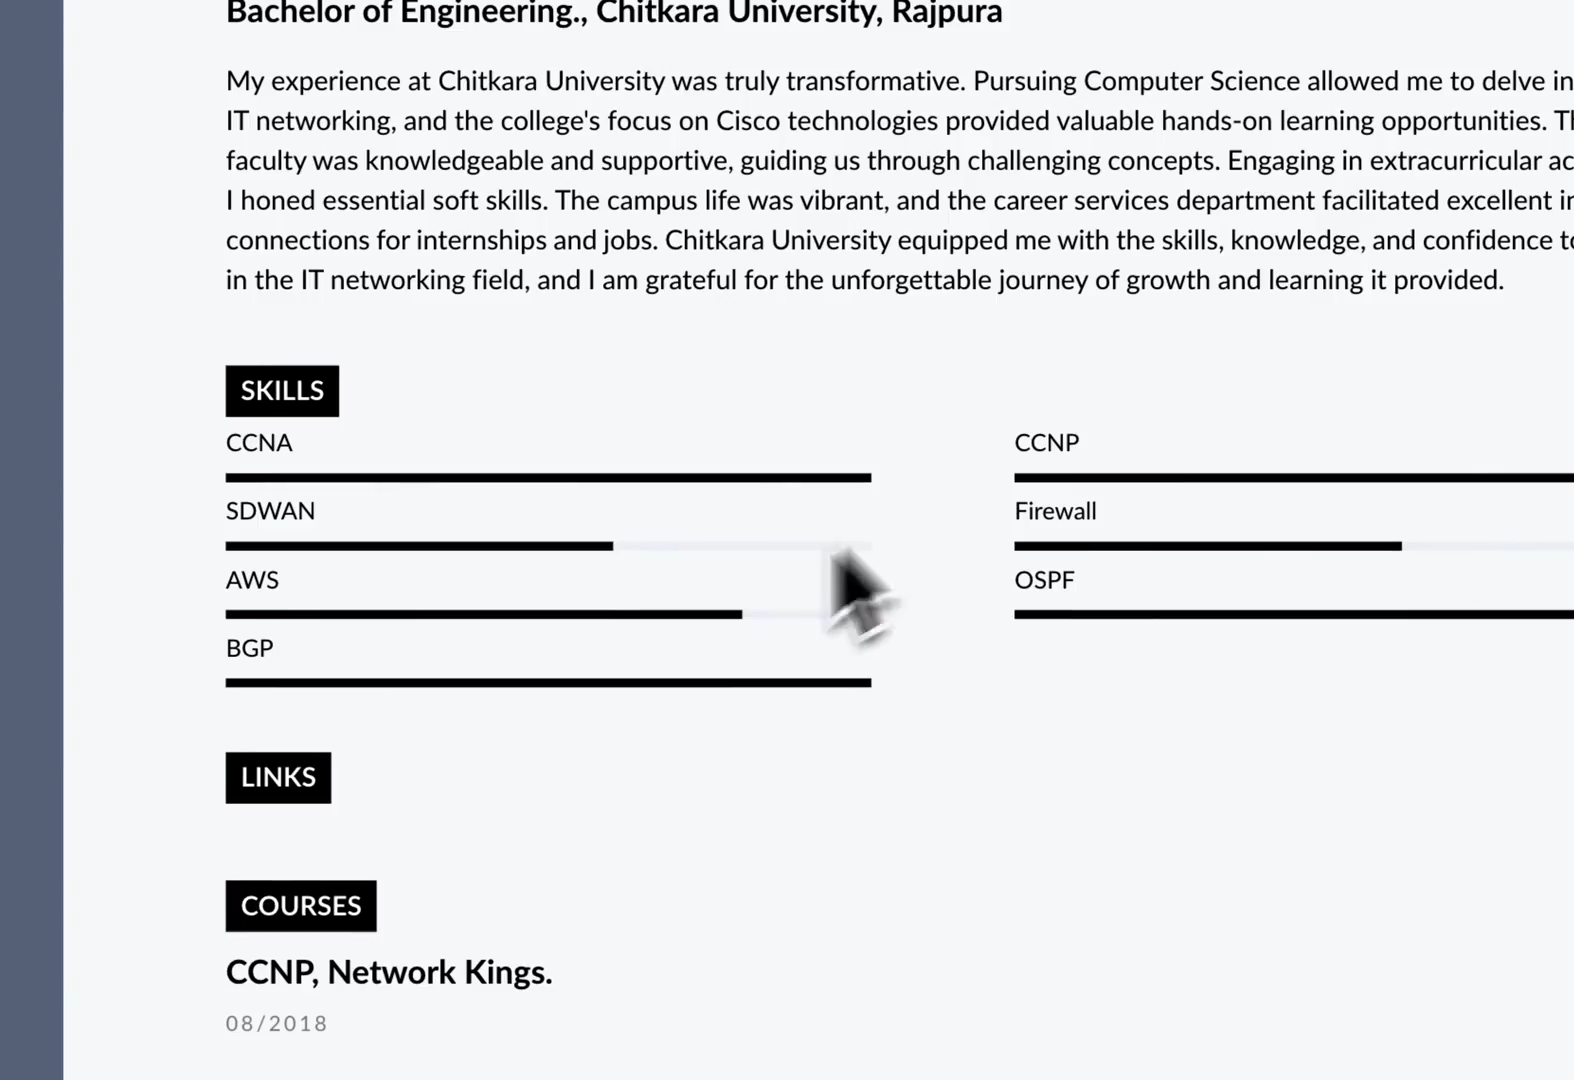 Bachelor of Engineering., Chitkara University, Rajpura
My experience at Chitkara University was truly transformative. Pursuing Computer Science allowed me to delve in
IT networking, and the college's focus on Cisco technologies provided valuable hands-on learning opportunities.
faculty was knowledgeable and supportive, guiding us through challenging concepts. Engaging in extracurricular
I honed essential soft skills. The campus life was vibrant, and the career services department facilitated excellent
connections for internships and jobs. Chitkara University equipped me with the skills, knowledge, and confidence
in the IT networking field, and I am grateful for the unforgettable journey of growth and learning it provided.
SKILLS
CCNA
CCNP
SDWAN
Firewall
AWS
OSPF
BGP
LINKS
COURSES
CCNP, Network Kings.
08/2018